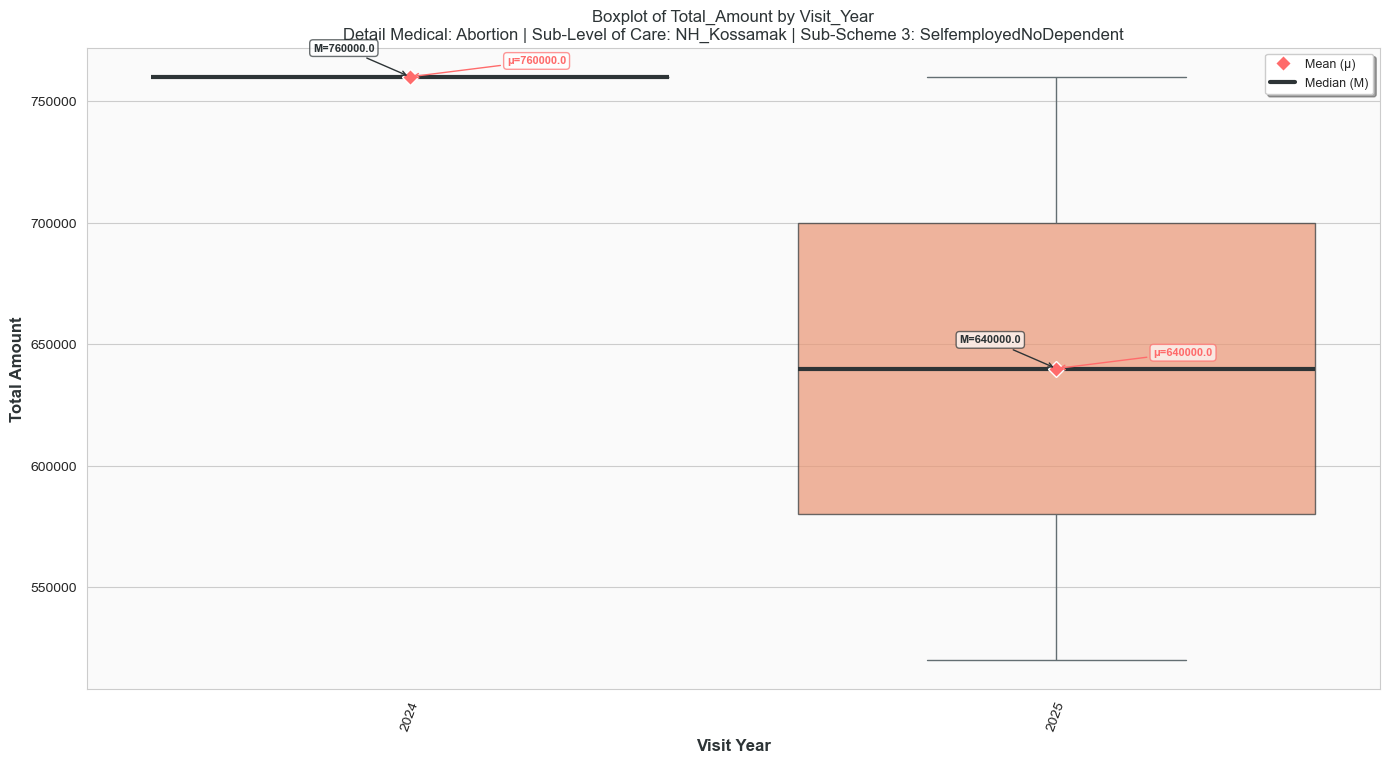 Boxplot of Total_Amount by Visit_Year
Detail Medical: Abortion | Sub-Level of Care: NH_Kossamak | Sub-Scheme 3: SelfemployedNoDependent
M=760000.0
μ=760000.0
Mean (μ)
Median (M)
750000
700000
650000
600000
550000
M=640000.0
μ=640000.0
Total Amount
2024
2025
Visit Year